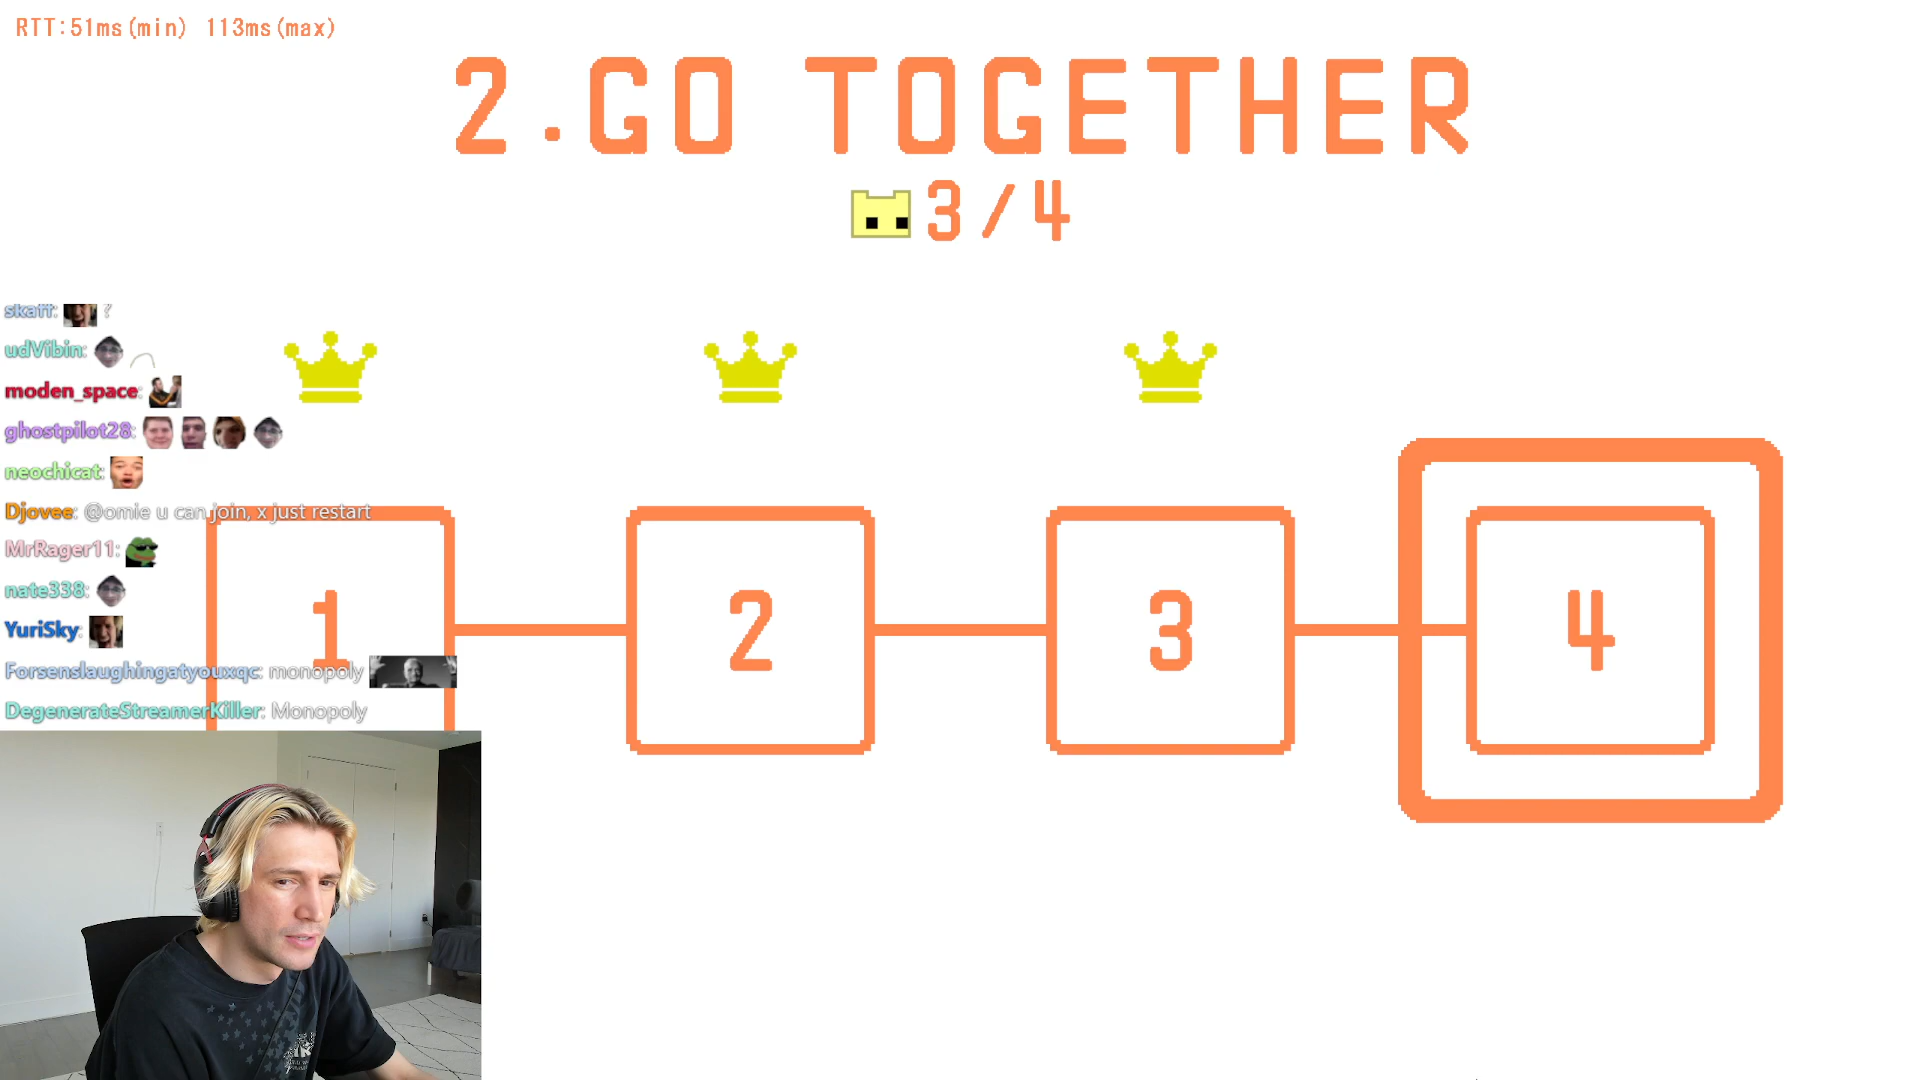 RTT:51ms(min) 113ms(max)
2.GO TOGETHER
3/4
skaff: ?
udVibin:
moden_space:
ghostpilot28:
neochicat:
Djovee: @omie u can join, x just restart
MrRager11:
nate338:
YuriSky:
Forsenslaughingatyouxqc: monopoly
DegenerateStreamerKiller: Monopoly
1
2
3
4